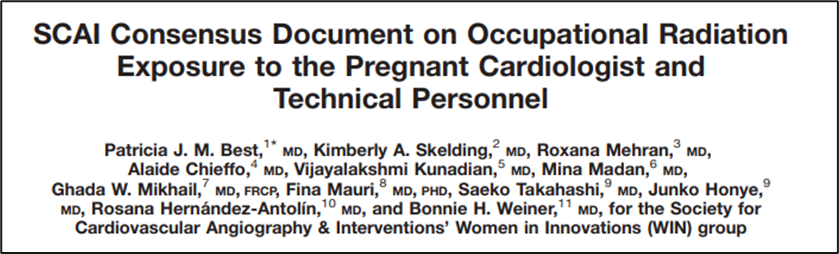 SCAI Consensus Document on Occupational Radiation
Exposure to the Pregnant Cardiologist and
Technical Personnel
Patricia J. M. Best,1* MD, Kimberly A. Skelding,2 MD, Roxana Mehran,3 MD,
Alaide Chieffo,4 MD, Vijayalakshmi Kunadian,5 MD, Mina Madan,6 MD,
Ghada W. Mikhail,7 MD, FRCP, Fina Mauri,8 MD, PHD, Saeko Takahashi,9 MD, Junko Honye,9
MD, Rosana Hernández-Antolín,10 MD, and Bonnie H. Weiner,11 MD, for the Society for
Cardiovascular Angiography & Interventions' Women in Innovations (WIN) group